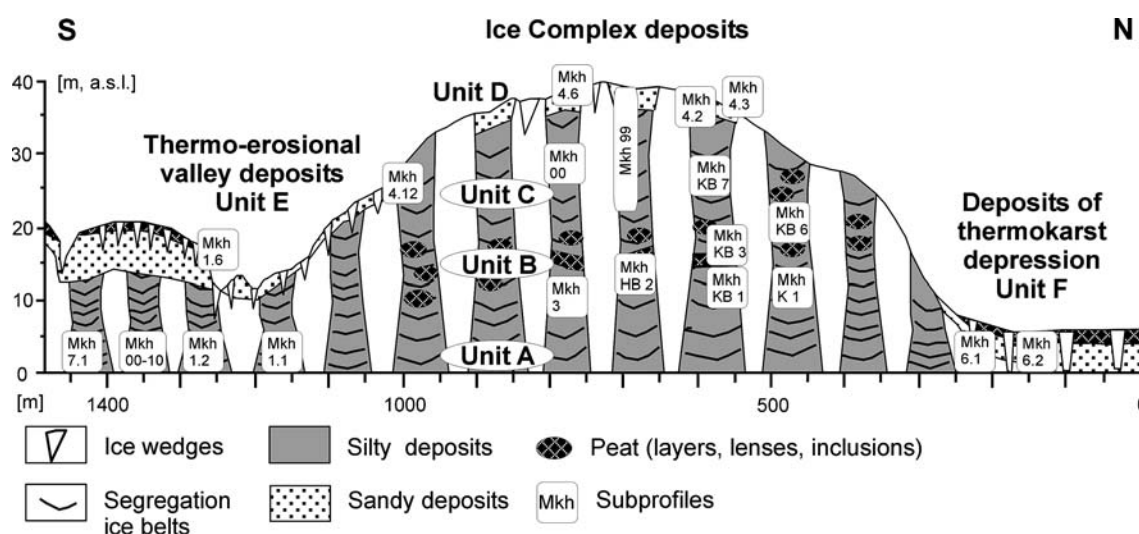 S
Ice Complex deposits
N
40
[m, a.s.l.]
Unit D
Mkh
4.6
Mkh
4.2
Mkh
4.3
Mkh 99
30
Thermo-erosional
valley deposits
Unit E
Mkh
4.12
Mkh
00
Mkh
KB 7
Unit C
Deposits of
thermokarst
depression
Unit F
20
Mkh
1.6
Mkh
KB 6
Mkh
KB 3
Unit B
Mkh
HB 2
10
Mkh
3
Mkh
KB 1
Mkh
K 1
Mkh
7.1
Mkh
00-10
Mkh
1.2
Mkh
1.1
Unit A
Mkh
6.1
Mkh
6.2
0
[m]
1400
1000
500
Ice wedges
Silty deposits
Peat (layers, lenses, inclusions)
Segregation
ice belts
Sandy deposits
Mkh
Subprofiles